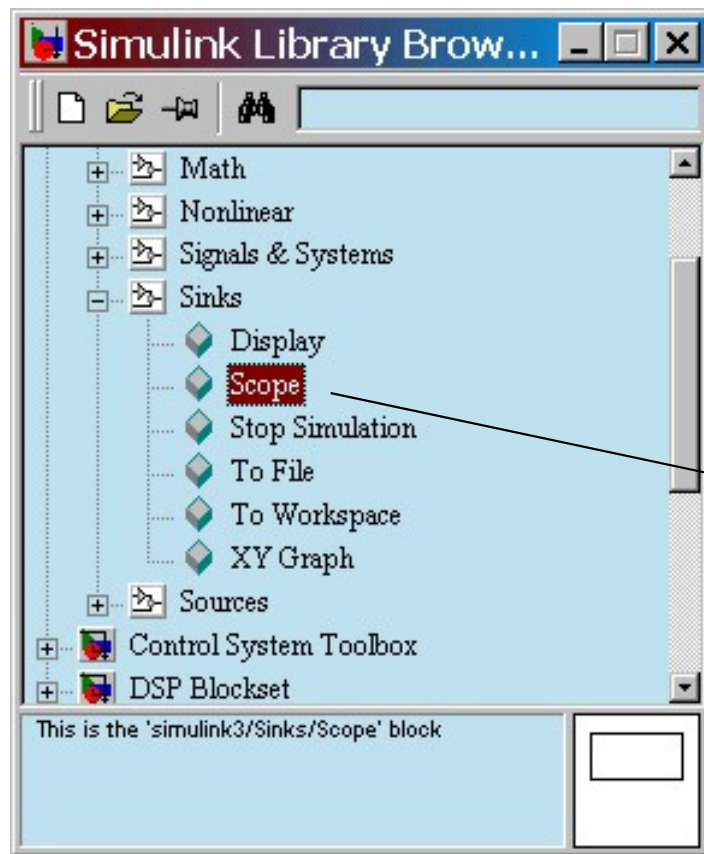 Simulink Library Brow...
Math
Nonlinear
Signals & Systems
Sinks
Display
Scope
Stop Simulation
To File
To Workspace
XY Graph
Sources
Control System Toolbox
DSP Blockset
This is the 'simulink3/Sinks/Scope' block